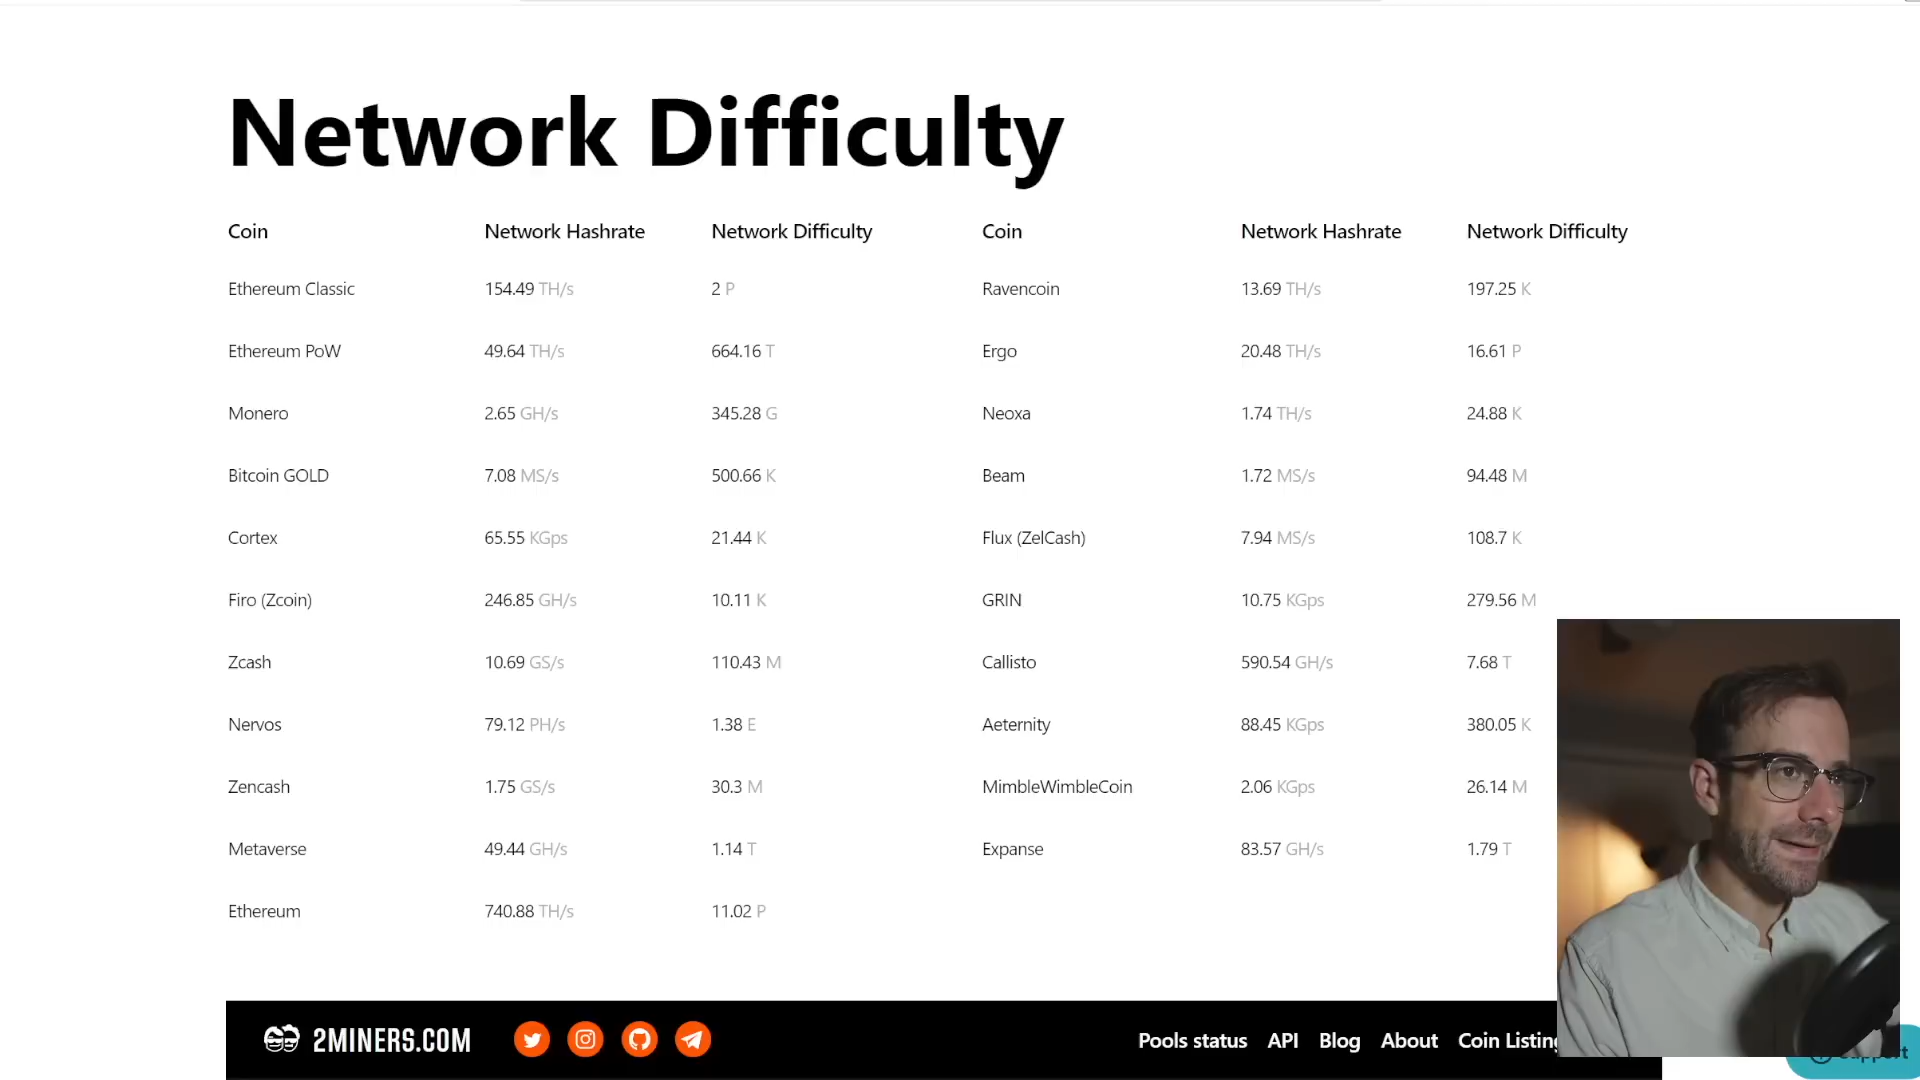 Network Difficulty
Coin Network Hashrate Network Difficulty Coin Network Hashrate Network Difficulty
Ethereum Classic 154.49 TH/s 2 P Ravencoin 13.69 TH/s 197.25 K
Ethereum PoW 49.64 TH/s 664.16 T Ergo 20.48 TH/s 16.61 P
Monero 2.65 GH/s 345.28 G Neoxa 1.74 TH/s 24.88 K
Bitcoin GOLD 7.08 MS/s 500.66 K Beam 1.72 MS/s 94.48 M
Cortex 65.55 KGps 21.44 K Flux (ZelCash) 7.94 MS/s 108.7 K
Firo (Zcoin) 246.85 GH/s 10.11 K GRIN 10.75 KGps 279.56 M
Zcash 10.69 GS/s 110.43 M Callisto 590.54 GH/s 7.68 T
Nervos 79.12 PH/s 1.38 E Aeternity 88.45 KGps 380.05 K
Zencash 1.75 GS/s 30.3 M MimbleWimbleCoin 2.06 KGps 26.14 M
Metaverse 49.44 GH/s 1.14 T Expanse 83.57 GH/s 1.79 T
Ethereum 740.88 TH/s 11.02 P
2MINERS.COM Pools status API Blog About Coin Listing